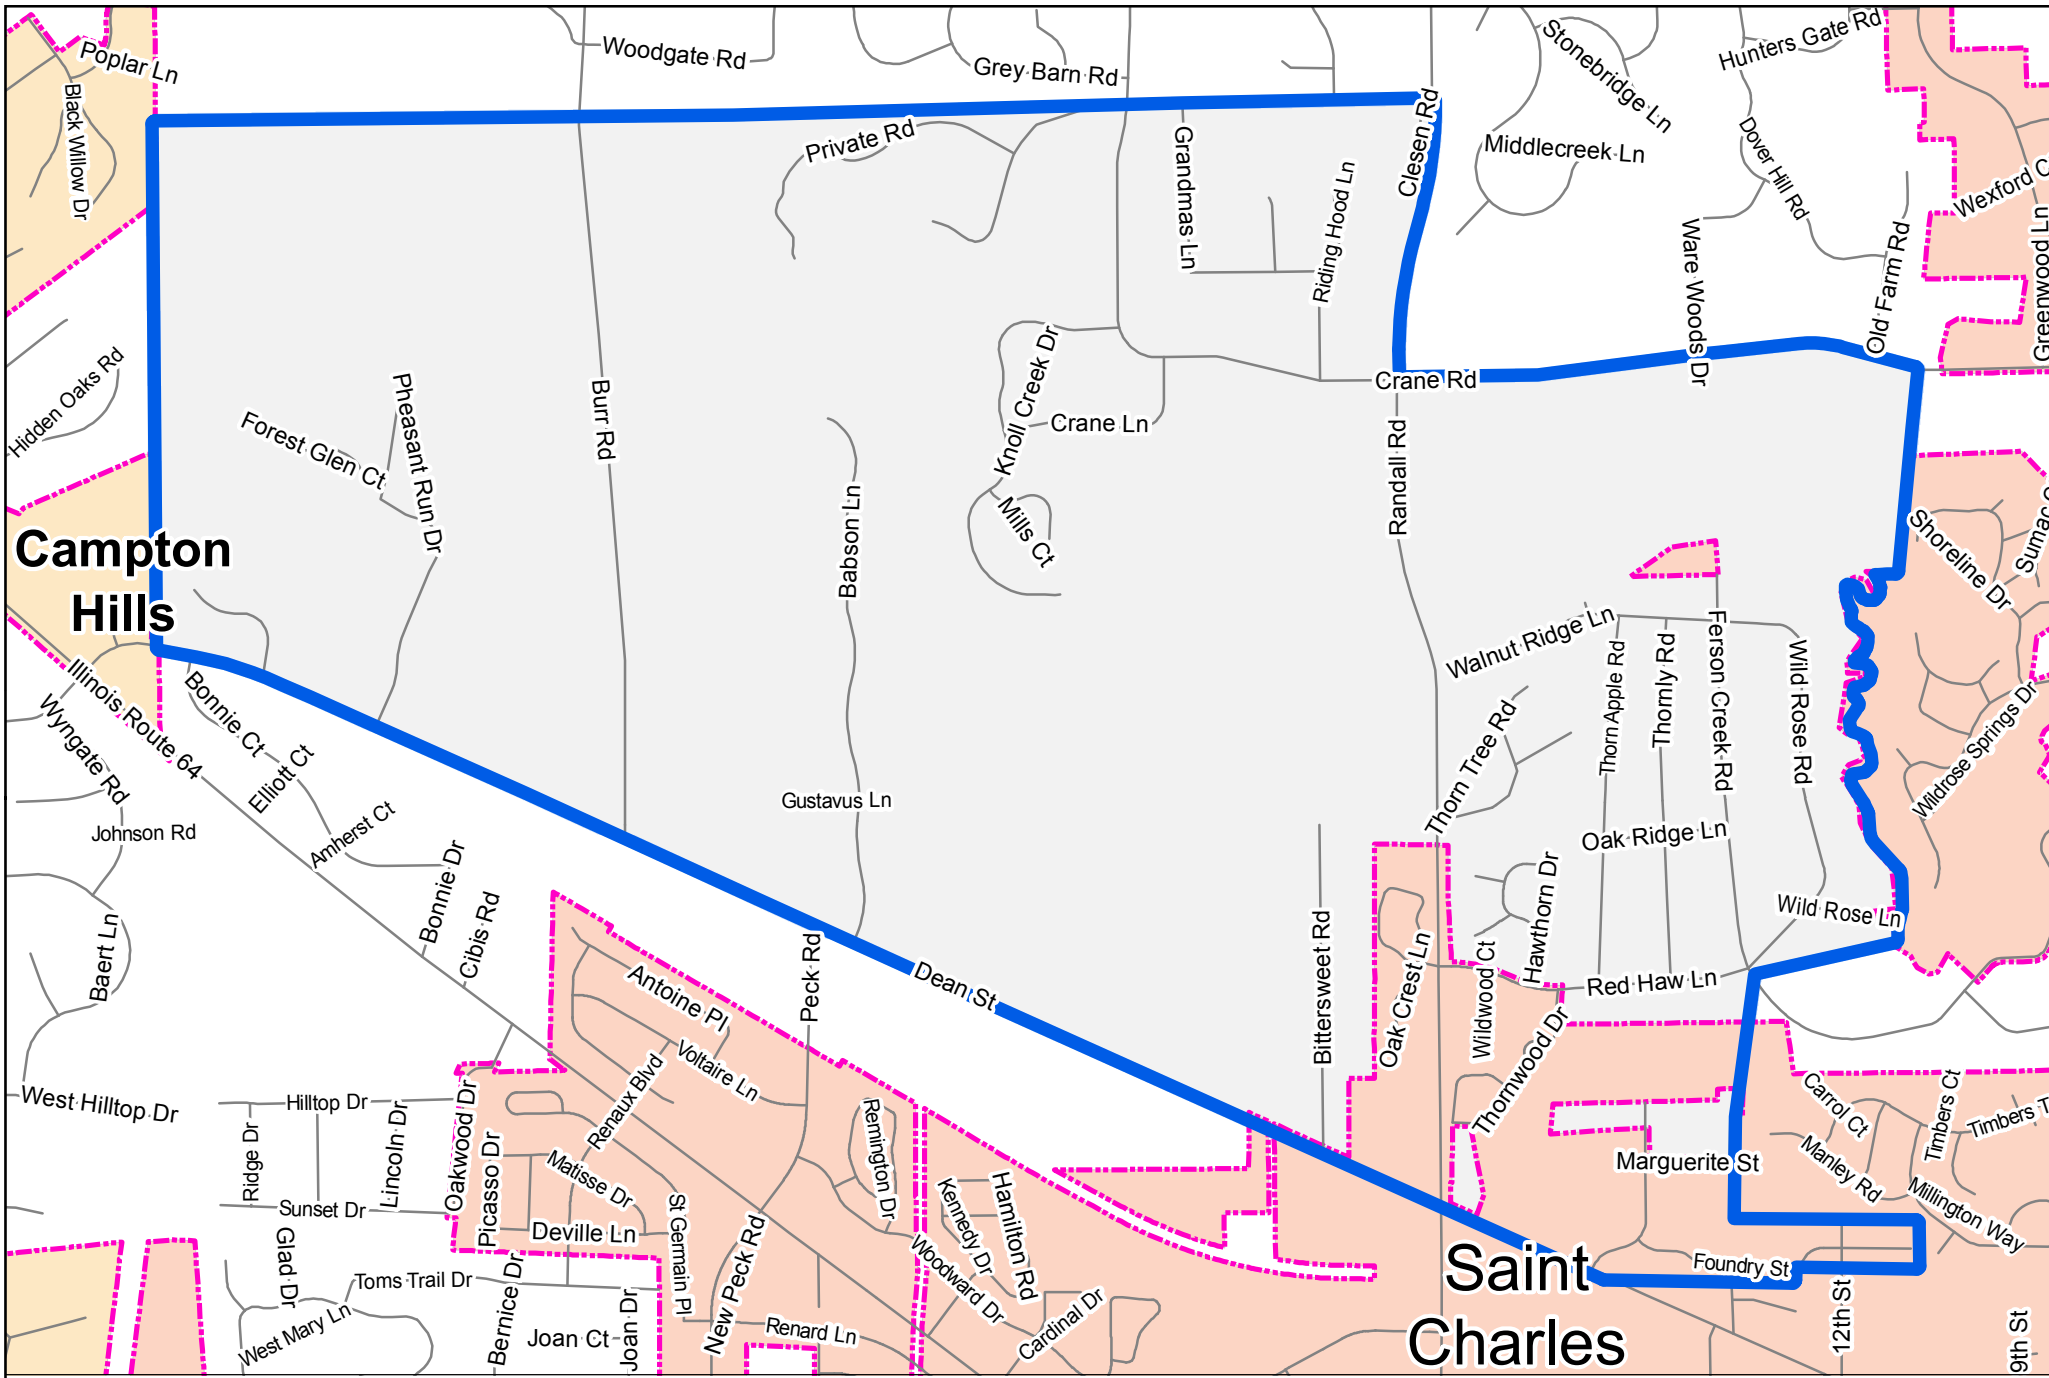 Poplar Ln
Woodgate Rd
Grey Barn Rd
Stonebridge Ln
Hunters Gate Rd
Black Willow Dr
Private Rd
Grandmas Ln
Clesen Rd
Middlecreek Ln
Dover Hill Rd
Wexford C
Riding Hood Ln
Ware Woods Dr
Old Farm Rd
Greenwood Ln
Hidden Oaks Rd
Pheasant Run Dr
Forest Glen Ct
Burr Rd
Knoll Creek Dr
Crane Ln
Crane Rd
Randall Rd
Babson Ln
Mills Ct
Shoreline Dr
Sumac C
Campton
Hills
Walnut Ridge Ln
Thorn Apple Rd
Thornly Rd
Ferson Creek Rd
Wild Rose Rd
Wildrose Springs Dr
Illinois Route 64
Bonnie Ct
Wyngate Rd
Elliott Ct
Thorn Tree Rd
Gustavus Ln
Johnson Rd
Amherst Ct
Oak Ridge Ln
Bonnie Dr
Cibis Rd
Hawthorn Dr
Wild Rose Ln
Baert Ln
Peck Rd
Dean St
Antoine Pl
Bittersweet Rd
Oak Crest Ln
Wildwood Ct
Red Haw Ln
Thornwood Dr
Voltaire Ln
Renaux Blvd
West Hilltop Dr
Hilltop Dr
Ridge Dr
Lincoln Dr
Oakwood Dr
Picasso Dr
Matisse Dr
Remington Dr
Carrol Ct
Timbers Ct
Timbers T
Marguerite St
Manley Rd
Millington Way
Sunset Dr
Glad Dr
Deville Ln
St Germain Pl
Kennedy Dr
Hamilton Rd
New Peck Rd
Woodward Dr
Foundry St
Saint
Charles
Toms Trail Dr
Bernice Dr
West Mary Ln
Joan Ct
Joan Dr
Renard Ln
Cardinal Dr
12th St
9th St